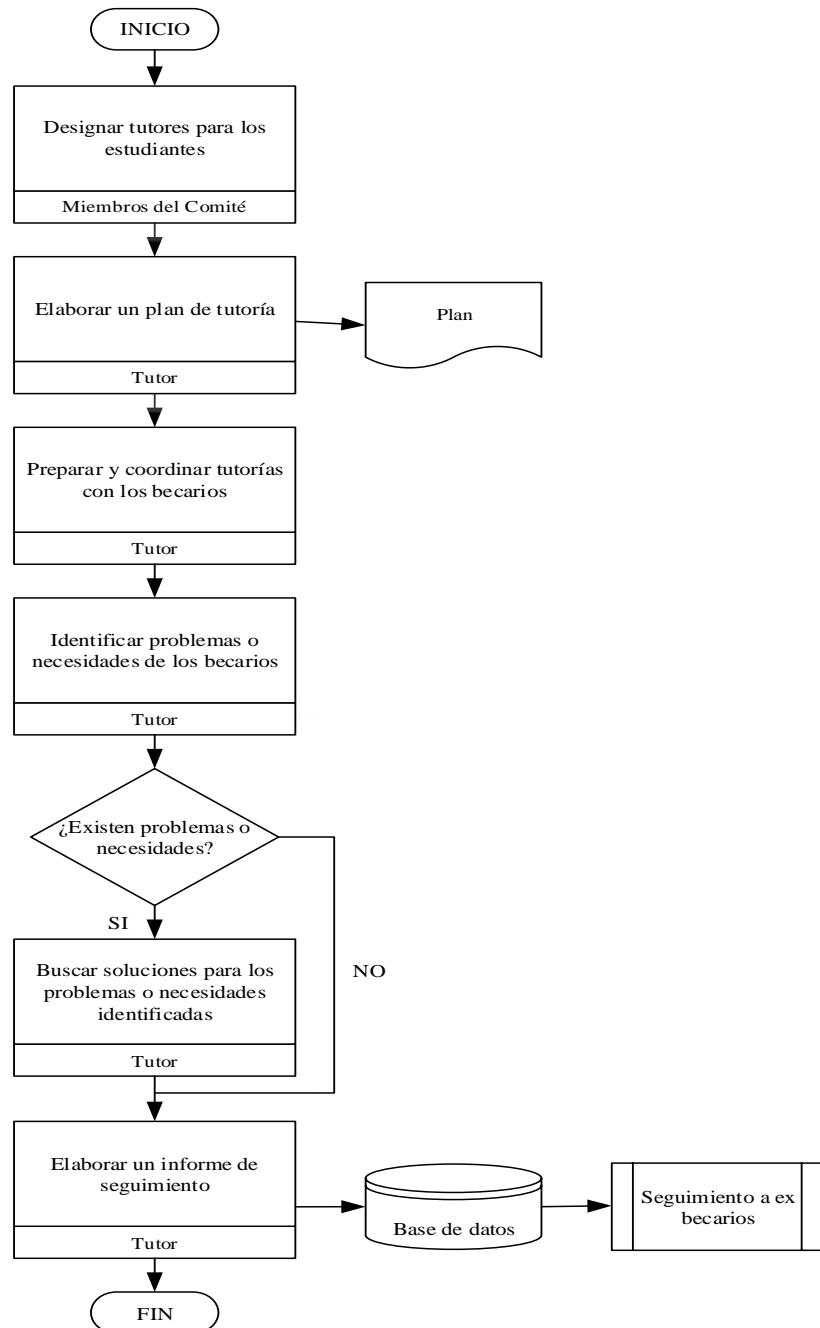 INICIO
Designar tutores para los
estudiantes
Miembros del Comité
Elaborar un plan de tutoría
Tutor
Plan
Preparar y coordinar tutorías
con los becarios
Tutor
Identificar problemas o
necesidades de los becarios
Tutor
¿Existen problemas o
necesidades?
SI
NO
Buscar soluciones para los
problemas o necesidades
identificadas
Tutor
Elaborar un informe de
seguimiento
Tutor
Base de datos
Seguimiento a ex
becarios
FIN